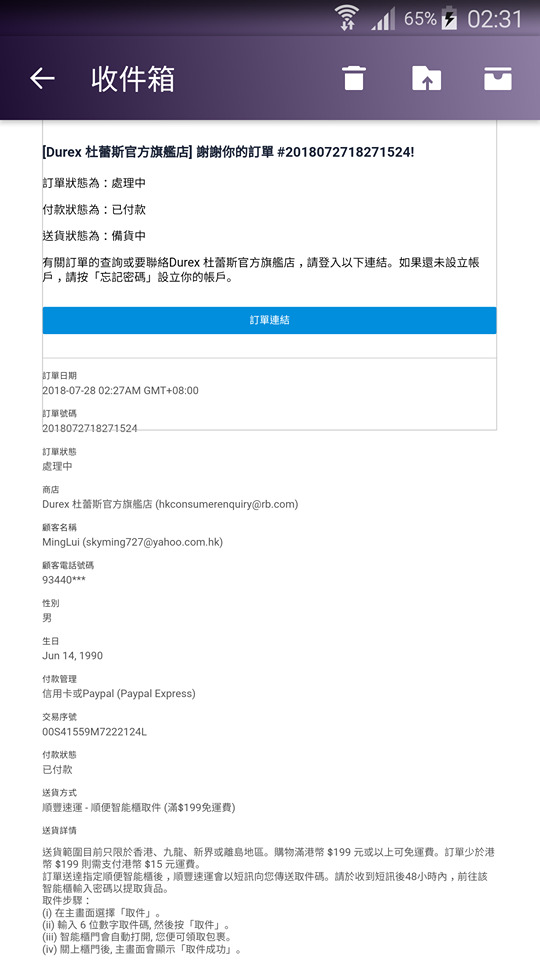 65% 02:31
收件箱
[Durex 杜蕾斯官方旗艦店] 謝謝你的訂單 #2018072718271524!
訂單狀態為：處理中
付款狀態為：已付款
送貨狀態為：備貨中
有關訂單的查詢或要聯絡Durex 杜蕾斯官方旗艦店，請登入以下連結。如果還未設立帳
戶，請按「忘記密碼」設立你的帳戶。
訂單連結
訂單日期
2018-07-28 02:27AM GMT+08:00
訂單號碼
2018072718271524
訂單狀態
處理中
商店
Durex 杜蕾斯官方旗艦店 (hkconsumerenquiry@rb.com)
顧客名稱
MingLui (skyming727@yahoo.com.hk)
顧客電話號碼
93440***
性別
男
生日
Jun 14, 1990
付款管理
信用卡或Paypal (Paypal Express)
交易序號
00S41559M7222124L
付款狀態
已付款
送貨方式
順豐速運 - 順便智能櫃取件 (滿$199免運費)
送貨詳情
送貨範圍目前只限於香港、九龍、新界或離島地區。購物滿港幣 $199 元或以上可免運費。訂單少於港
幣 $199 則需支付港幣 $15 元運費。
訂單送達指定順便智能櫃後，順豐速運會以短訊向您傳送取件碼。請於收到短訊後48小時內，前往該
智能櫃輸入密碼以提取貨品。
取件步驟：
(i) 在主畫面選擇「取件」。
(ii) 輸入 6 位數字取件碼, 然後按「取件」。
(iii) 智能櫃門會自動打開, 您便可領取包裹。
(iv) 關上櫃門後, 主畫面會顯示「取件成功」。